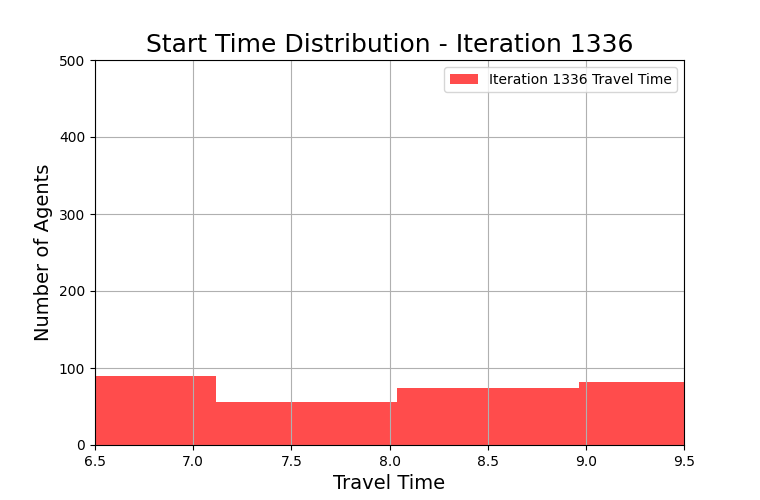 Start Time Distribution - Iteration 1336
Iteration 1336 Travel Time
Number of Agents
500
400
300
200
100
0
6.5 7.0 7.5 8.0 8.5 9.0 9.5
Travel Time